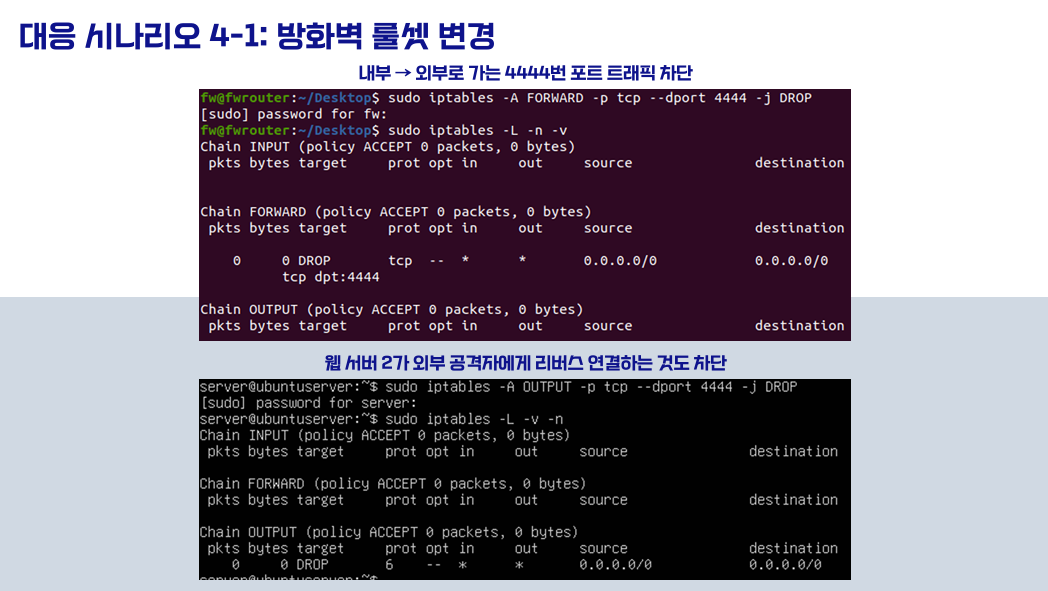 대응 시나리오 4-1: 방화벽 룰셋 변경
내부 → 외부로 가는 4444번 포트 트래픽 차단
fw@fwrouter:~/Desktop$ sudo iptables -A FORWARD -p tcp --dport 4444 -j DROP
[sudo] password for fw:
fw@fwrouter:~/Desktop$ sudo iptables -L -n -v
Chain INPUT (policy ACCEPT 0 packets, 0 bytes)
pkts bytes target prot opt in out source destination
Chain FORWARD (policy ACCEPT 0 packets, 0 bytes)
pkts bytes target prot opt in out source destination
0 0 DROP tcp -- * * 0.0.0.0/0 0.0.0.0/0
tcp dpt:4444
Chain OUTPUT (policy ACCEPT 0 packets, 0 bytes)
pkts bytes target prot opt in out source destination
웹 서버 2가 외부 공격자에게 리버스 연결하는 것도 차단
server@ubuntuserver:~$ sudo iptables -A OUTPUT -p tcp --dport 4444 -j DROP
[sudo] password for server:
server@ubuntuserver:~$ sudo iptables -L -v -n
Chain INPUT (policy ACCEPT 0 packets, 0 bytes)
pkts bytes target prot opt in out source destination
Chain FORWARD (policy ACCEPT 0 packets, 0 bytes)
pkts bytes target prot opt in out source destination
Chain OUTPUT (policy ACCEPT 0 packets, 0 bytes)
pkts bytes target prot opt in out source destination
0 0 DROP 6 -- * * 0.0.0.0/0 0.0.0.0/0
server@ubuntuserver:~$